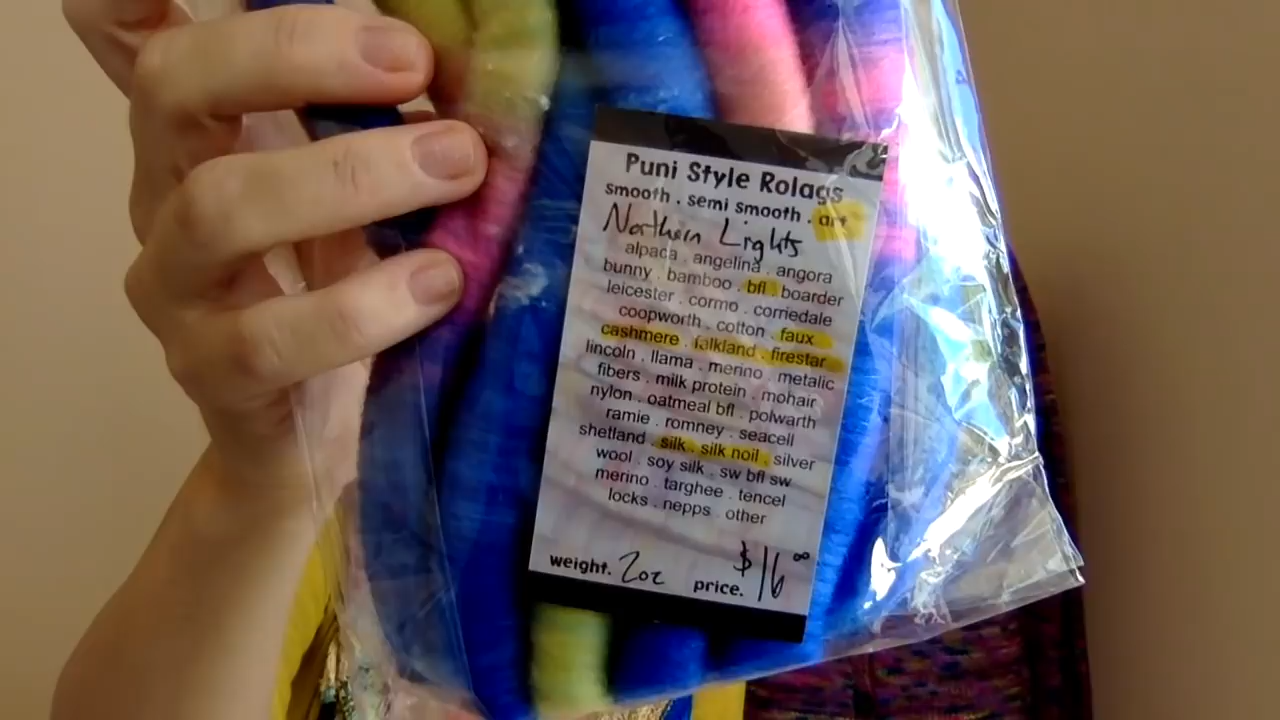 Puni Style Rolags
smooth . semi smooth . art
Northern Lights
alpaca . angelina . angora
bunny . bamboo . bfl . boarder
leicester . cormo . corriedale
coopworth . cotton . faux
cashmere . falkland . firestar
lincoln . llama . merino . metalic
fibers . milk protein . mohair
nylon . oatmeal bfl . polwarth
ramie . romney . seacell
shetland . silk . silk noil . silver
wool . soy silk . sw bfl sw
merino . targhee . tencel
locks . nepps . other
weight. 2oz price. $16⁰⁰